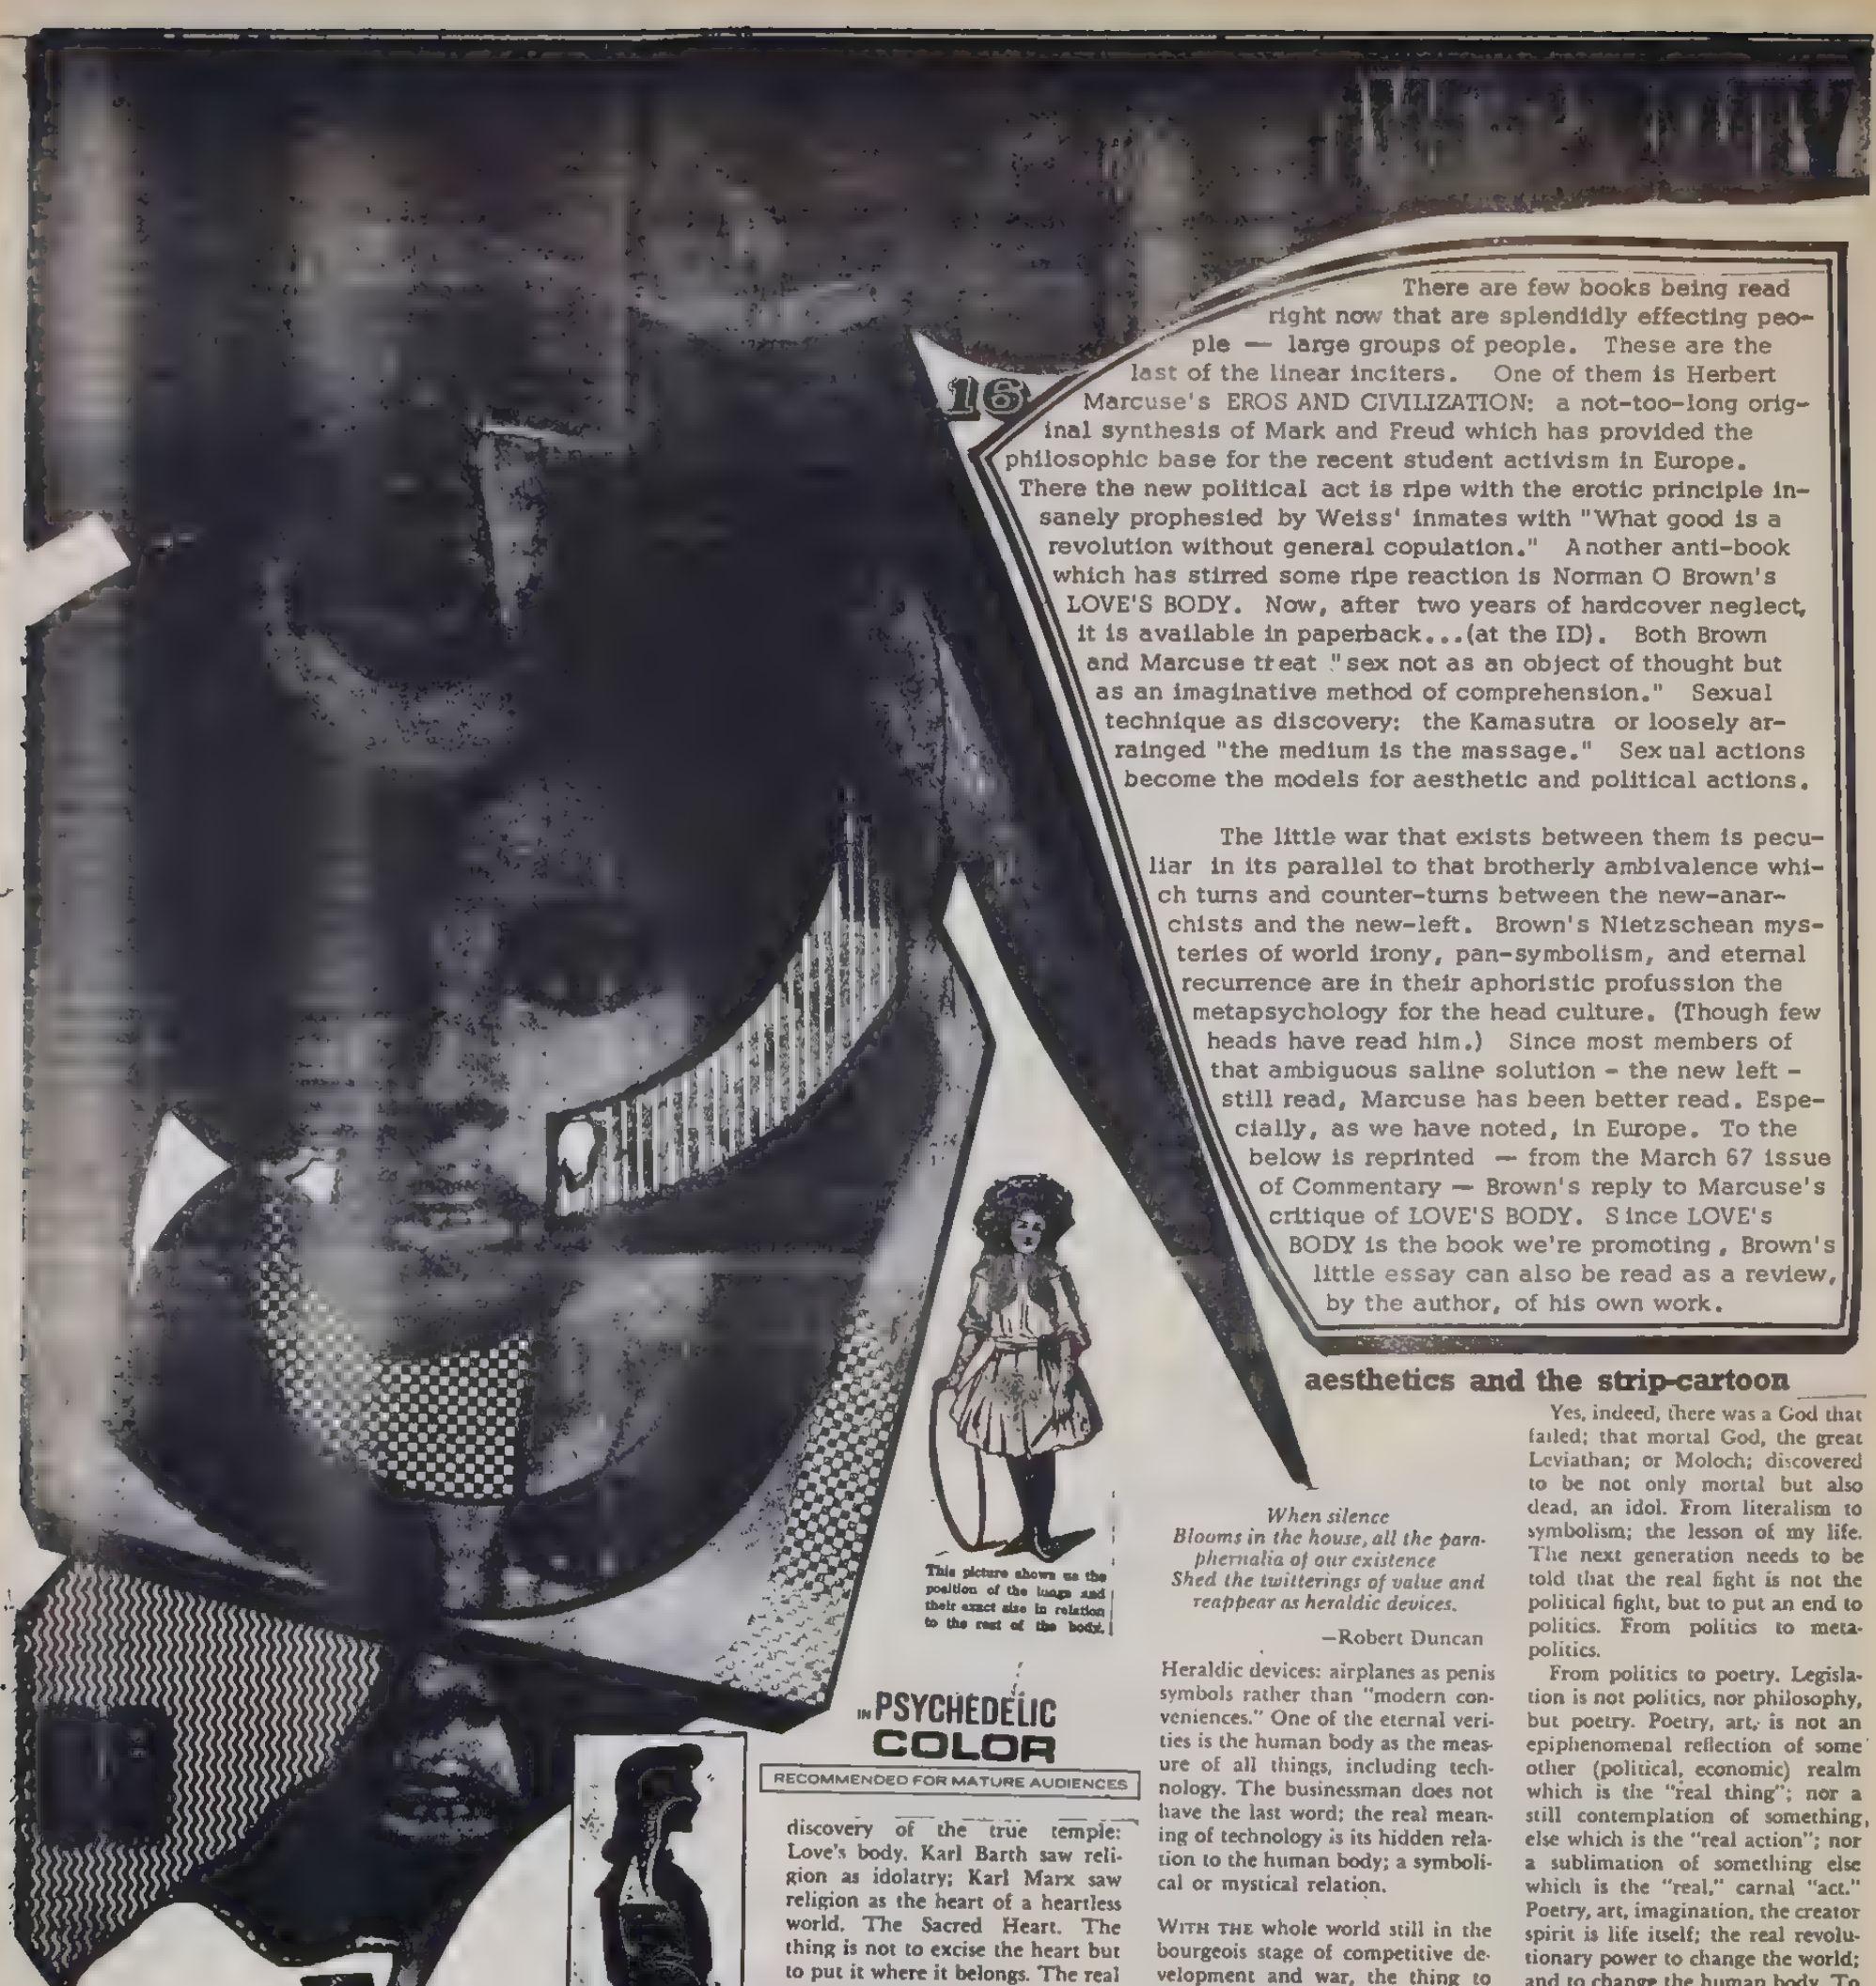 16
There are few books being read
right now that are splendidly effecting peo-
ple — large groups of people. These are the
last of the linear inciters. One of them is Herbert
Marcuse's EROS AND CIVILIZATION: a not-too-long orig-
inal synthesis of Mark and Freud which has provided the
philosophic base for the recent student activism in Europe.
There the new political act is ripe with the erotic principle in-
sanely prophesied by Weiss' inmates with "What good is a
revolution without general copulation." Another anti-book
which has stirred some ripe reaction is Norman O Brown's
LOVE'S BODY. Now, after two years of hardcover neglect,
it is available in paperback...(at the ID). Both Brown
and Marcuse treat "sex not as an object of thought but
as an imaginative method of comprehension." Sexual
technique as discovery: the Kamasutra or loosely ar-
rainged "the medium is the massage." Sexual actions
become the models for aesthetic and political actions.
The little war that exists between them is pecu-
liar in its parallel to that brotherly ambivalence whi-
ch turns and counter-turns between the new-anar-
chists and the new-left. Brown's Nietzschean mys-
teries of world irony, pan-symbolism, and eternal
recurrence are in their aphoristic profussion the
metapsychology for the head culture. (Though few
heads have read him.) Since most members of
that ambiguous saline solution - the new left -
still read, Marcuse has been better read. Espe-
cially, as we have noted, in Europe. To the
below is reprinted — from the March 67 issue
of Commentary — Brown's reply to Marcuse's
critique of LOVE'S BODY. Since LOVE's
BODY is the book we're promoting, Brown's
little essay can also be read as a review,
by the author, of his own work.
aesthetics and the strip-cartoon
This picture shows us the
position of the lungs and
their exact size in relation
to the rest of the body.
IN PSYCHEDELIC
COLOR
RECOMMENDED FOR MATURE AUDIENCES
discovery of the true temple:
Love's body. Karl Barth saw reli-
gion as idolatry; Karl Marx saw
religion as the heart of a heartless
world. The Sacred Heart. The
thing is not to excise the heart but
to put it where it belongs. The real
When silence
Blooms in the house, all the para-
phernalia of our existence
Shed the twitterings of value and
reappear as heraldic devices.
—Robert Duncan
Heraldic devices: airplanes as penis
symbols rather than "modern con-
veniences." One of the eternal veri-
ties is the human body as the meas-
ure of all things, including tech-
nology. The businessman does not
have the last word; the real mean-
ing of technology is its hidden rela-
tion to the human body; a symboli-
cal or mystical relation.
WITH THE whole world still in the
bourgeois stage of competitive de-
velopment and war, the thing to
Yes, indeed, there was a God that
failed; that mortal God, the great
Leviathan; or Moloch; discovered
to be not only mortal but also
dead, an idol. From literalism to
symbolism; the lesson of my life.
The next generation needs to be
told that the real fight is not the
political fight, but to put an end to
politics. From politics to meta-
politics.
From politics to poetry. Legisla-
tion is not politics, nor philosophy,
but poetry. Poetry, art, is not an
epiphenomenal reflection of some
other (political, economic) realm
which is the "real thing"; nor a
still contemplation of something
else which is the "real action"; nor
a sublimation of something else
which is the "real," carnal "act."
Poetry, art, imagination, the creator
spirit is life itself; the real revolu-
tionary power to change the world;
and to change the human body. To